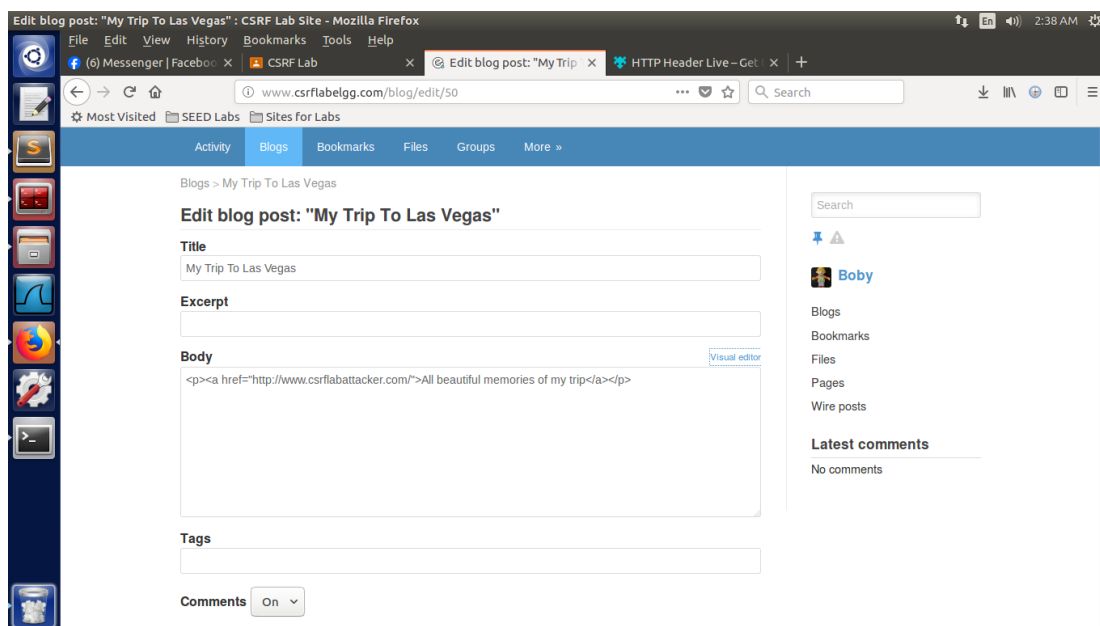 Edit blog post: "My Trip To Las Vegas" : CSRF Lab Site - Mozilla Firefox
En 2:38 AM
File Edit View History Bookmarks Tools Help
(6) Messenger | Faceboo
CSRF Lab
Edit blog post: "My Trip
HTTP Header Live – Get
www.csrflabelgg.com/blog/edit/50
Search
Most Visited SEED Labs Sites for Labs
Activity Blogs Bookmarks Files Groups More »
Blogs > My Trip To Las Vegas
Edit blog post: "My Trip To Las Vegas"
Title
My Trip To Las Vegas
Excerpt
Body Visual editor
<p><a href="http://www.csrflabattacker.com/">All beautiful memories of my trip</a></p>
Tags
Comments On
Search
Boby
Blogs
Bookmarks
Files
Pages
Wire posts
Latest comments
No comments